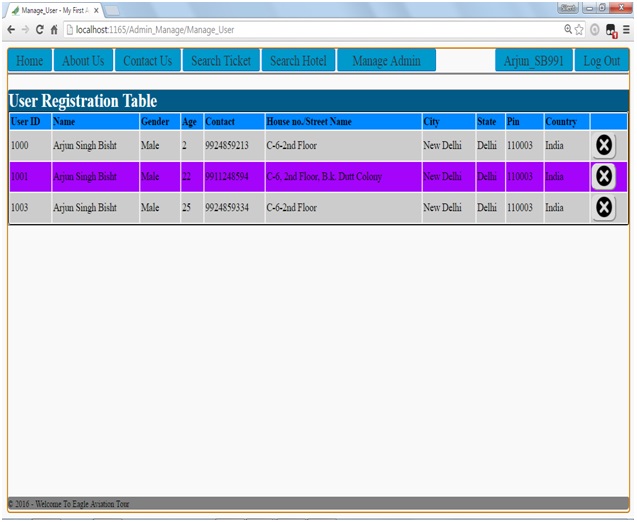 Manage_User - My First A
localhost:1165/Admin_Manage/Manage_User
Home About Us Contact Us Search Ticket Search Hotel Manage Admin Arjun_SB991 Log Out
User Registration Table
User ID Name Gender Age Contact House no./Street Name City State Pin Country
1000 Arjun Singh Bisht Male 2 9924859213 C-6-2nd Floor New Delhi Delhi 110003 India
1001 Arjun Singh Bisht Male 22 9911248594 C-6, 2nd Floor, B.k. Dutt Colony New Delhi Delhi 110003 India
1003 Arjun Singh Bisht Male 25 9924859334 C-6-2nd Floor New Delhi Delhi 110003 India
© 2016 - Welcome To Eagle Aviation Tour